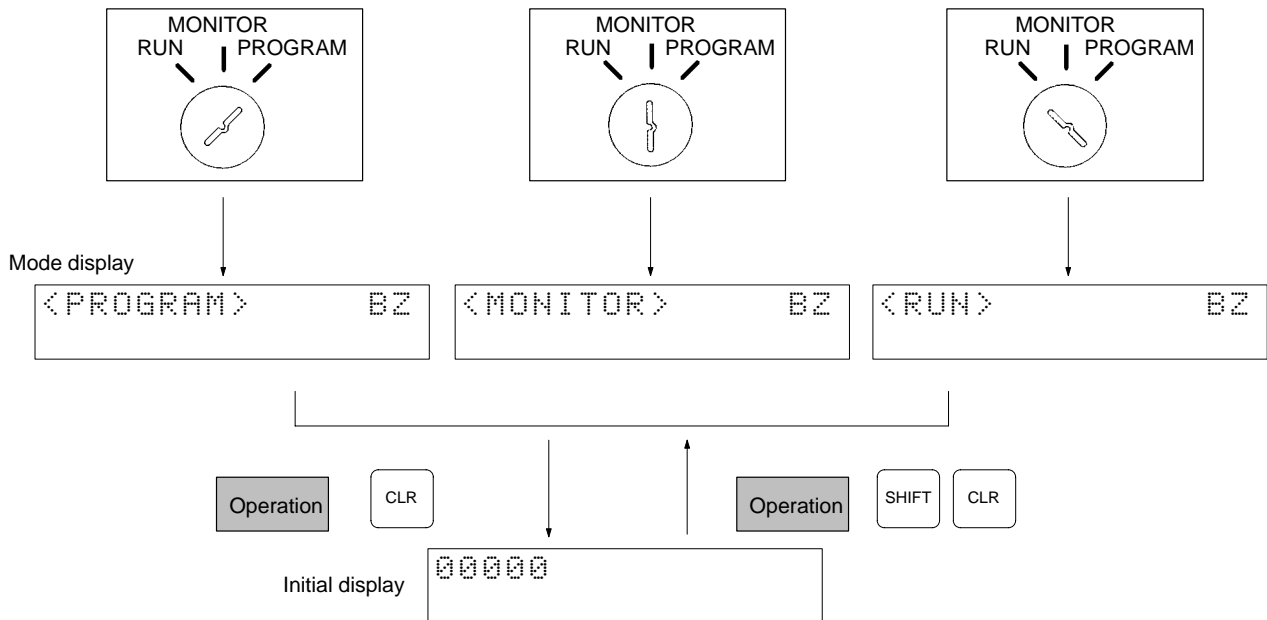 MONITOR
RUN PROGRAM
MONITOR
RUN PROGRAM
MONITOR
RUN PROGRAM
Mode display
<PROGRAM> BZ
<MONITOR> BZ
<RUN> BZ
Operation
CLR
Operation
SHIFT
CLR
Initial display
00000